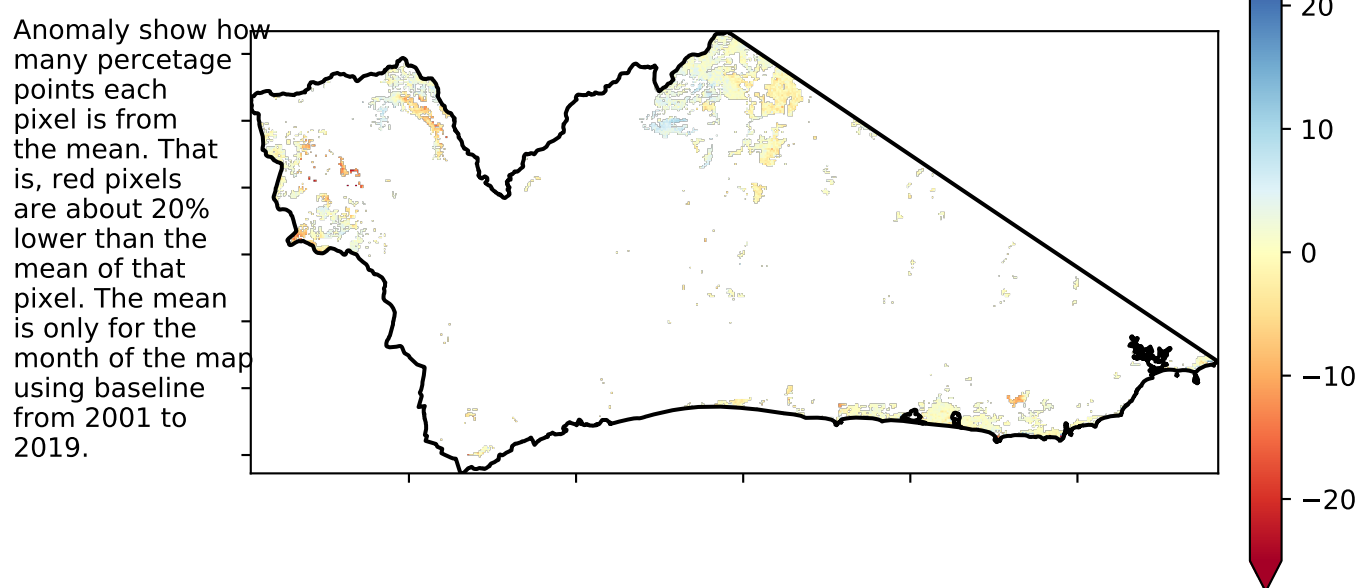 Anomaly show how
many percetage
points each
pixel is from
the mean. That
is, red pixels
are about 20%
lower than the
mean of that
pixel. The mean
is only for the
month of the map
using baseline
from 2001 to
2019.
20
10
0
−10
−20